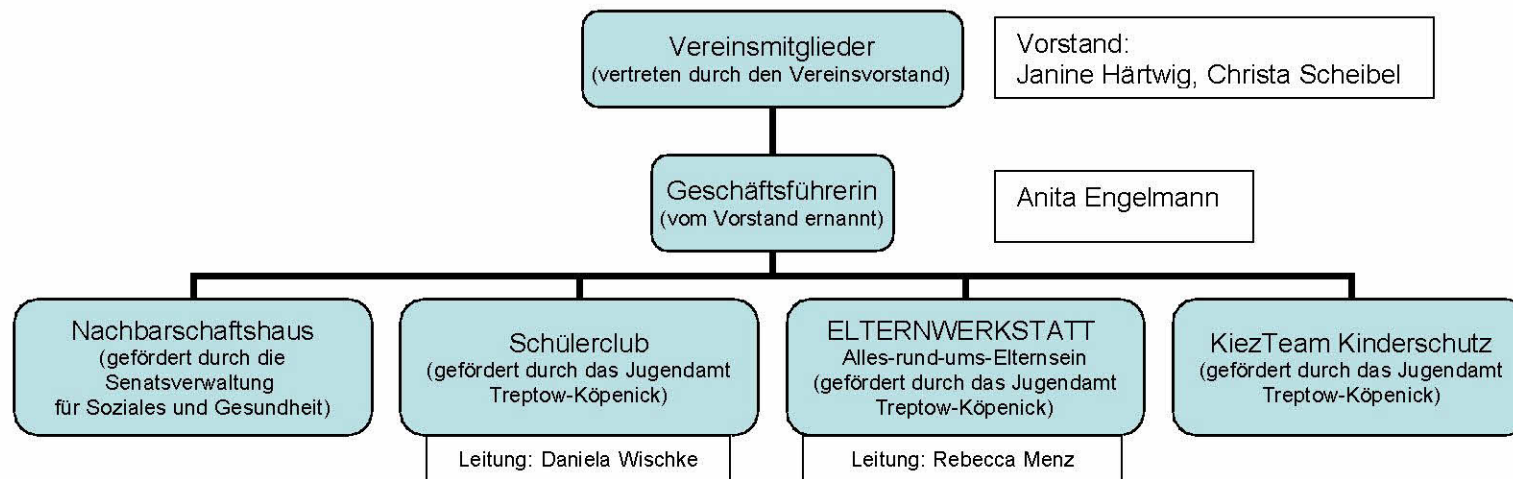 Vereinsmitglieder
(vertreten durch den Vereinsvorstand)
Vorstand:
Janine Härtwig, Christa Scheibel
Geschäftsführerin
(vom Vorstand ernannt)
Anita Engelmann
Nachbarschaftshaus
(gefördert durch die
Senatsverwaltung
für Soziales und Gesundheit)
Schülerclub
(gefördert durch das Jugendamt
Treptow-Köpenick)
Leitung: Daniela Wischke
ELTERNWERKSTATT
Alles-rund-ums-Elternsein
(gefördert durch das Jugendamt
Treptow-Köpenick)
Leitung: Rebecca Menz
KiezTeam Kinderschutz
(gefördert durch das Jugendamt
Treptow-Köpenick)